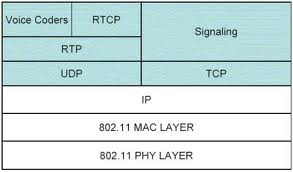 Voice Coders
RTCP
Signaling
RTP
UDP
TCP
IP
802.11 MAC LAYER
802.11 PHY LAYER